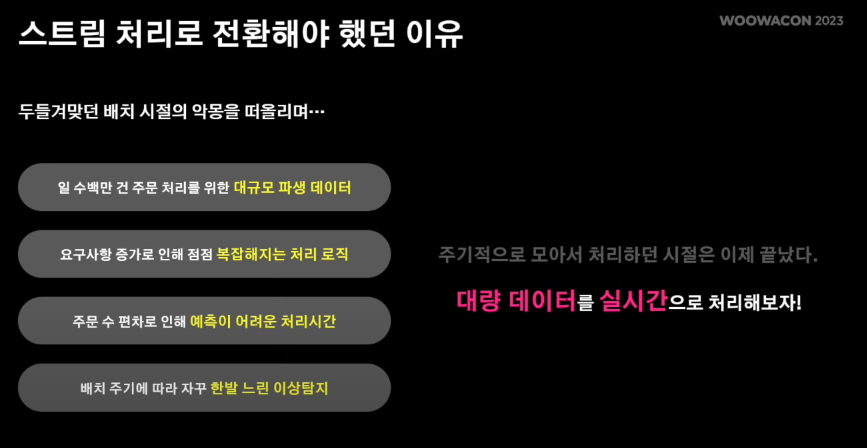 스트림 처리로 전환해야 했던 이유
WOOWACON 2023
두들겨맞던 배치 시절의 악몽을 떠올리며…
일 수백만 건 주문 처리를 위한 대규모 파생 데이터
요구사항 증가로 인해 점점 복잡해지는 처리 로직
주문 수 편차로 인해 예측이 어려운 처리시간
배치 주기에 따라 자꾸 한발 느린 이상탐지
주기적으로 모아서 처리하던 시절은 이제 끝났다.
대량 데이터를 실시간으로 처리해보자!